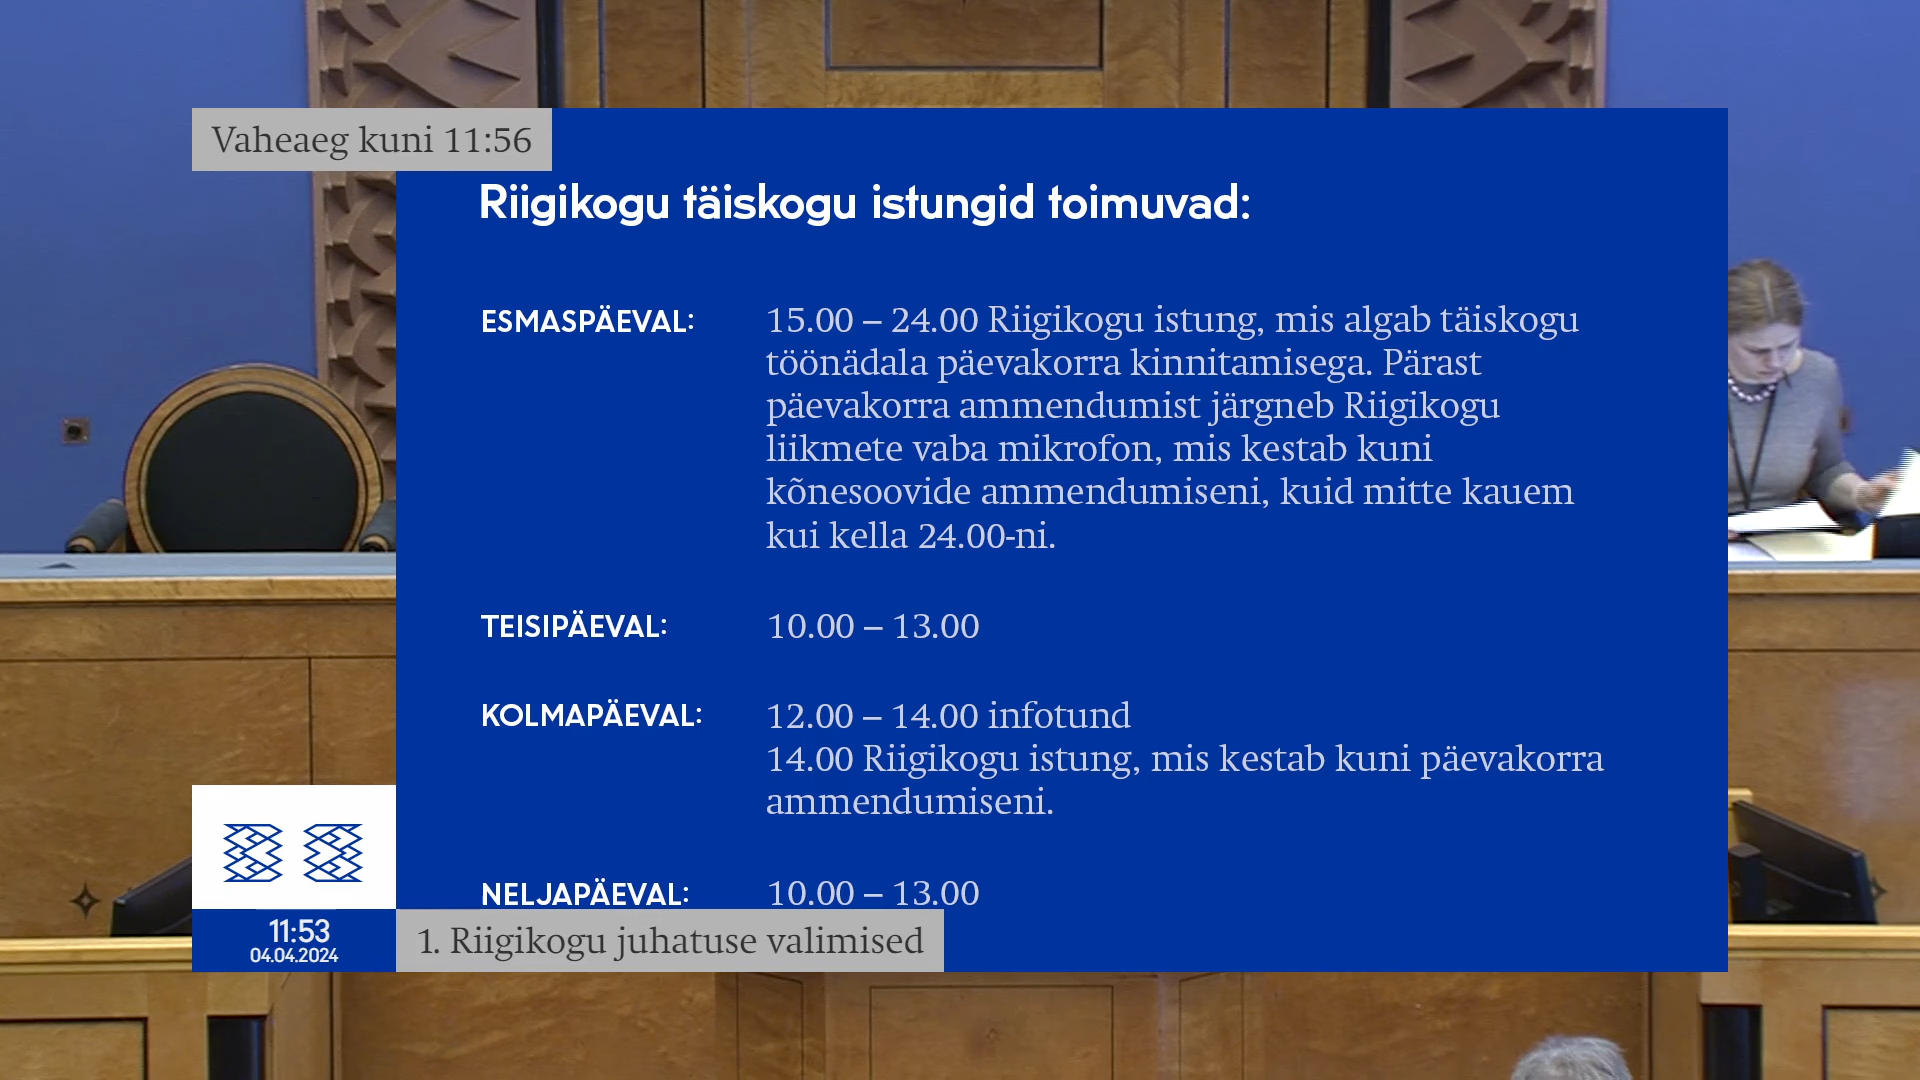 Vaheaeg kuni 11:56
Riigikogu täiskogu istungid toimuvad:
ESMASPÄEVAL:
15.00 – 24.00 Riigikogu istung, mis algab täiskogu
töönädala päevakorra kinnitamisega. Pärast
päevakorra ammendumist järgneb Riigikogu
liikmete vaba mikrofon, mis kestab kuni
kõnesoovide ammendumiseni, kuid mitte kauem
kui kella 24.00-ni.
TEISIPÄEVAL:
10.00 – 13.00
KOLMAPÄEVAL:
12.00 – 14.00 infotund
14.00 Riigikogu istung, mis kestab kuni päevakorra
ammendumiseni.
NELJAPÄEVAL:
10.00 – 13.00
11:53
04.04.2024
1. Riigikogu juhatuse valimised